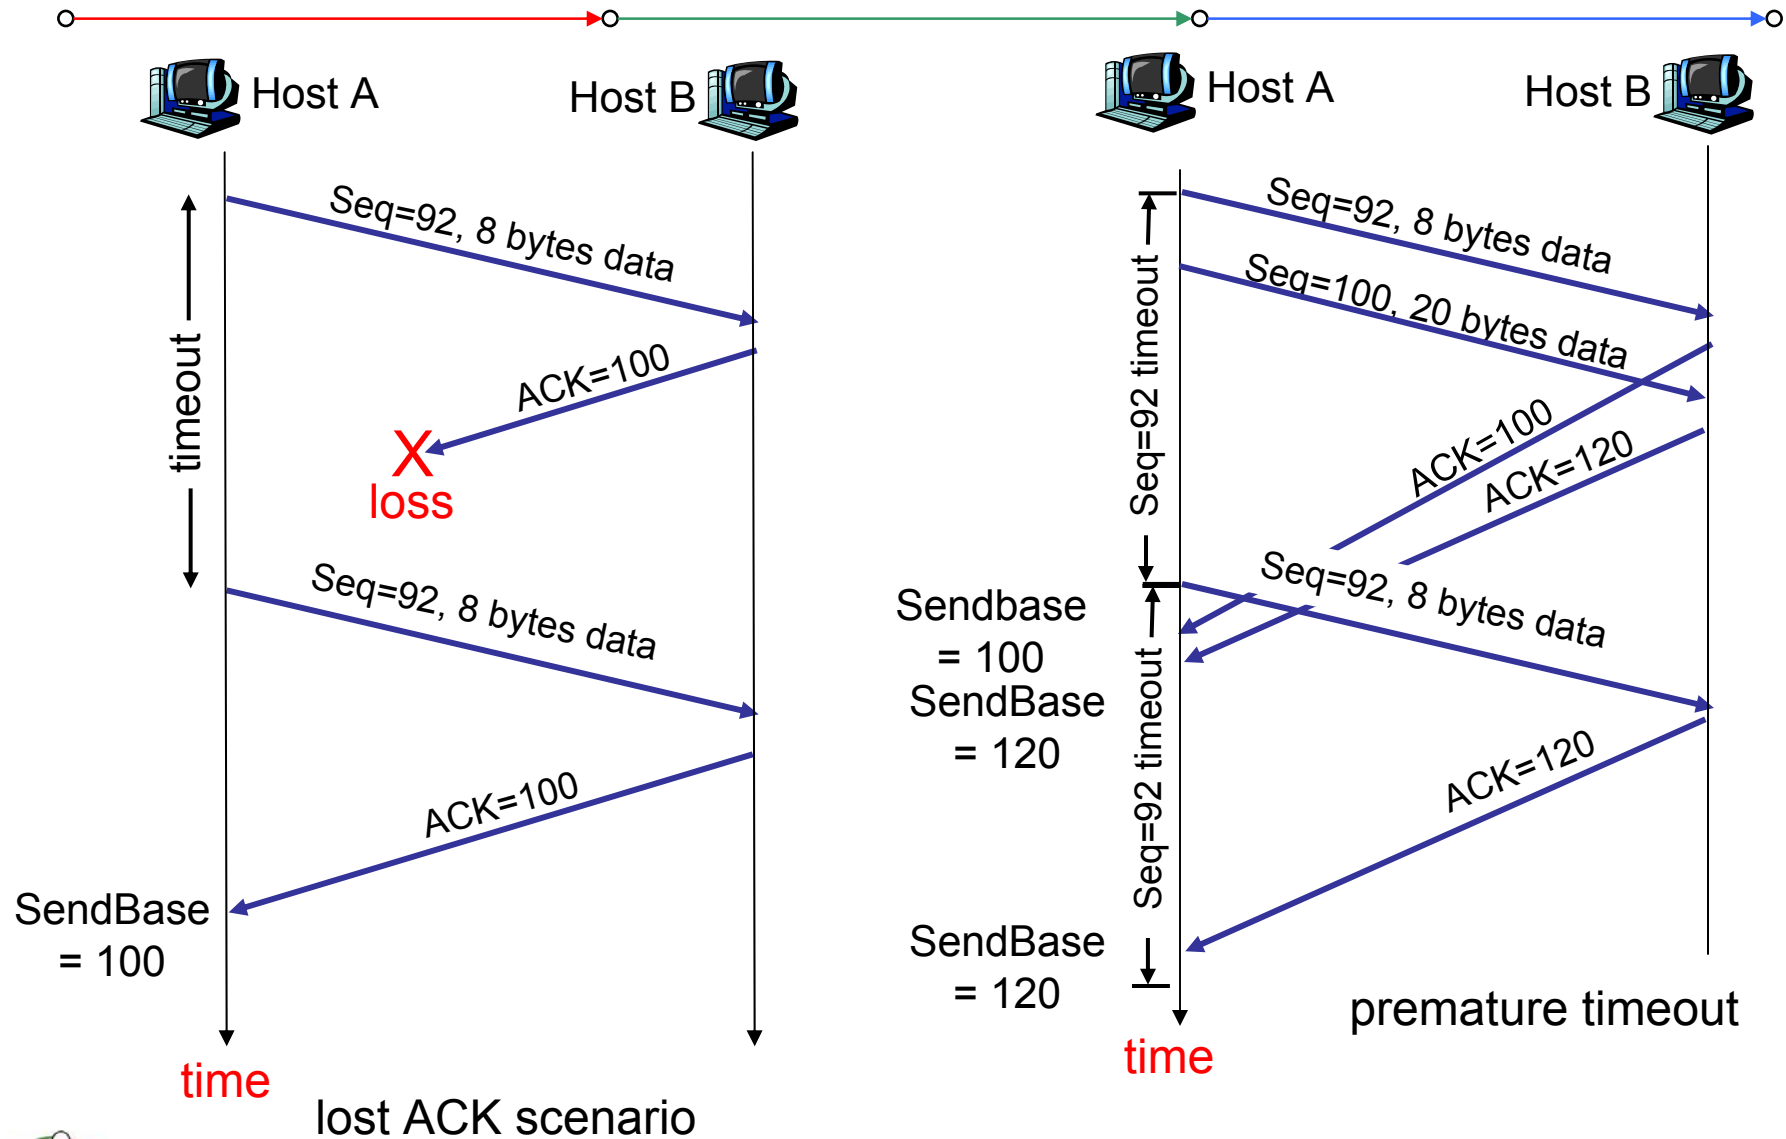 Host A
Host B
Seq=92, 8 bytes data
timeout
ACK=100
X
loss
Seq=92, 8 bytes data
ACK=100
SendBase
= 100
time
lost ACK scenario
Host A
Host B
Seq=92, 8 bytes data
Seq=100, 20 bytes data
Seq=92 timeout
ACK=100
ACK=120
Seq=92, 8 bytes data
Sendbase
= 100
SendBase
= 120
Seq=92 timeout
ACK=120
SendBase
= 120
premature timeout
time